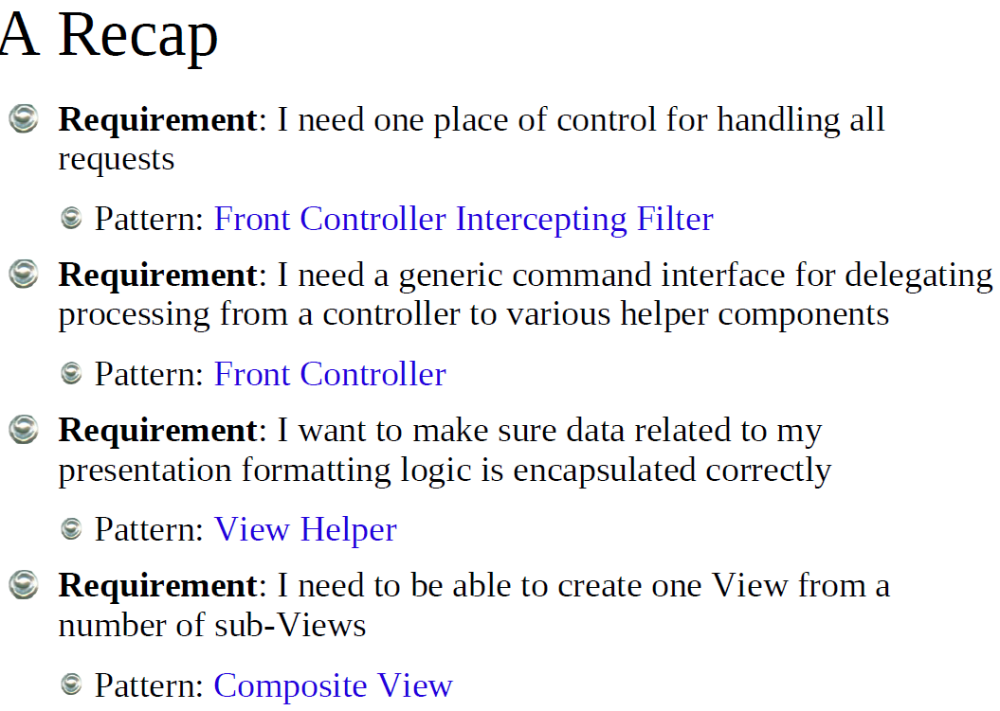 A Recap
Requirement: I need one place of control for handling all
requests
Pattern: Front Controller Intercepting Filter
Requirement: I need a generic command interface for delegating
processing from a controller to various helper components
Pattern: Front Controller
Requirement: I want to make sure data related to my
presentation formatting logic is encapsulated correctly
Pattern: View Helper
Requirement: I need to be able to create one View from a
number of sub-Views
Pattern: Composite View